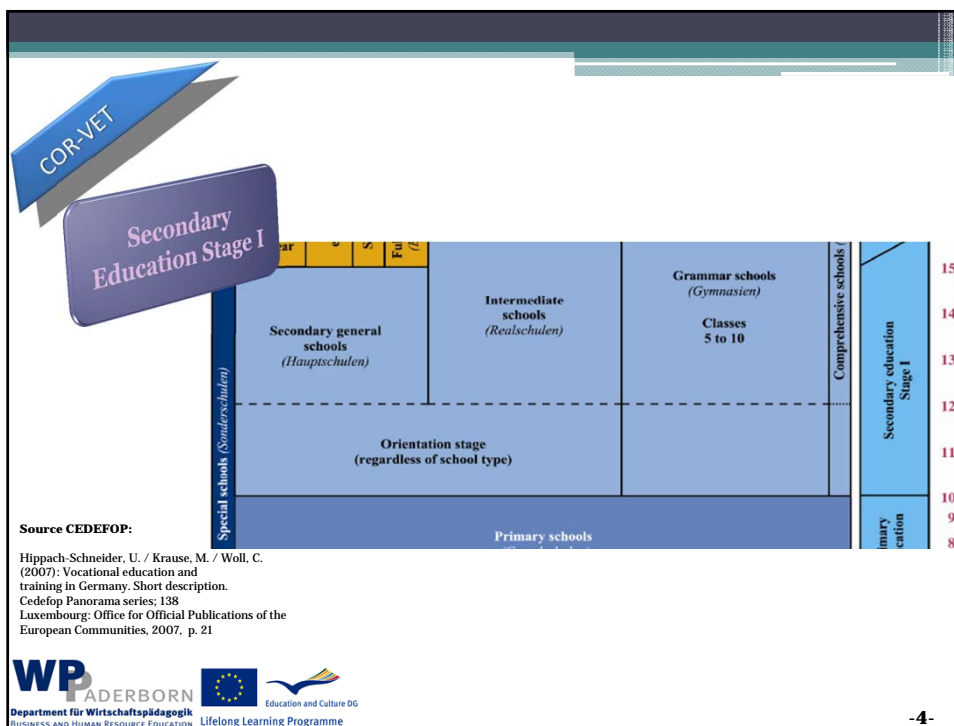 COR-VET
Secondary
Education Stage I
Special schools (Sonderschulen)
Secondary general
schools
(Hauptschulen)
Intermediate
schools
(Realschulen)
Grammar schools
(Gymnasien)
Classes
5 to 10
Comprehensive schools
Orientation stage
(regardless of school type)
Primary schools
Secondary education
Stage I
15
14
13
12
11
10
9
8
Source CEDEFOP:
Hippach-Schneider, U. / Krause, M. / Woll, C.
(2007): Vocational education and
training in Germany. Short description.
Cedefop Panorama series; 138
Luxembourg: Office for Official Publications of the
European Communities, 2007, p. 21
WP PADERBORN
Department für Wirtschaftspädagogik
BUSINESS AND HUMAN RESOURCE EDUCATION
Education and Culture DG
Lifelong Learning Programme
-4-